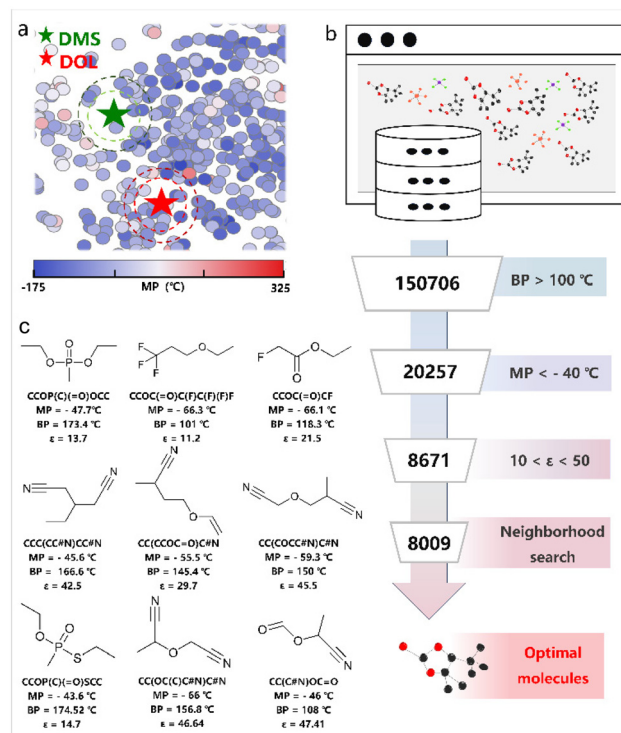 a
DMS
DOL
-175
325
MP (℃)
b
150706
BP > 100 ℃
20257
MP < - 40 ℃
8671
10 < ε < 50
8009
Neighborhood
search
Optimal
molecules
c
O
O
P
O
CCOP(C)(=O)OCC
MP = - 47.7℃
BP = 173.4 ℃
ε = 13.7
F
F
F
O
CCOC(=O)C(F)C(F)(F)F
MP = - 66.3 ℃
BP = 101 ℃
ε = 11.2
F
O
O
CCOC(=O)CF
MP = - 66.1 ℃
BP = 118.3 ℃
ε = 21.5
N
N
CCC(CC#N)CC#N
MP = - 45.6 ℃
BP = 166.6 ℃
ε = 42.5
N
O
CC(CCOC=O)C#N
MP = - 55.5 ℃
BP = 145.4 ℃
ε = 29.7
N
O
N
CC(COCC#N)C#N
MP = - 59.3 ℃
BP = 150 ℃
ε = 45.5
O
O
P
S
CCOP(C)(=O)SCC
MP = - 43.6 ℃
BP = 174.52 ℃
ε = 14.7
N
O
N
CC(OC(C)C#N)C#N
MP = - 66 ℃
BP = 156.8 ℃
ε = 46.64
O
O
N
CC(C#N)OC=O
MP = - 46 ℃
BP = 108 ℃
ε = 47.41